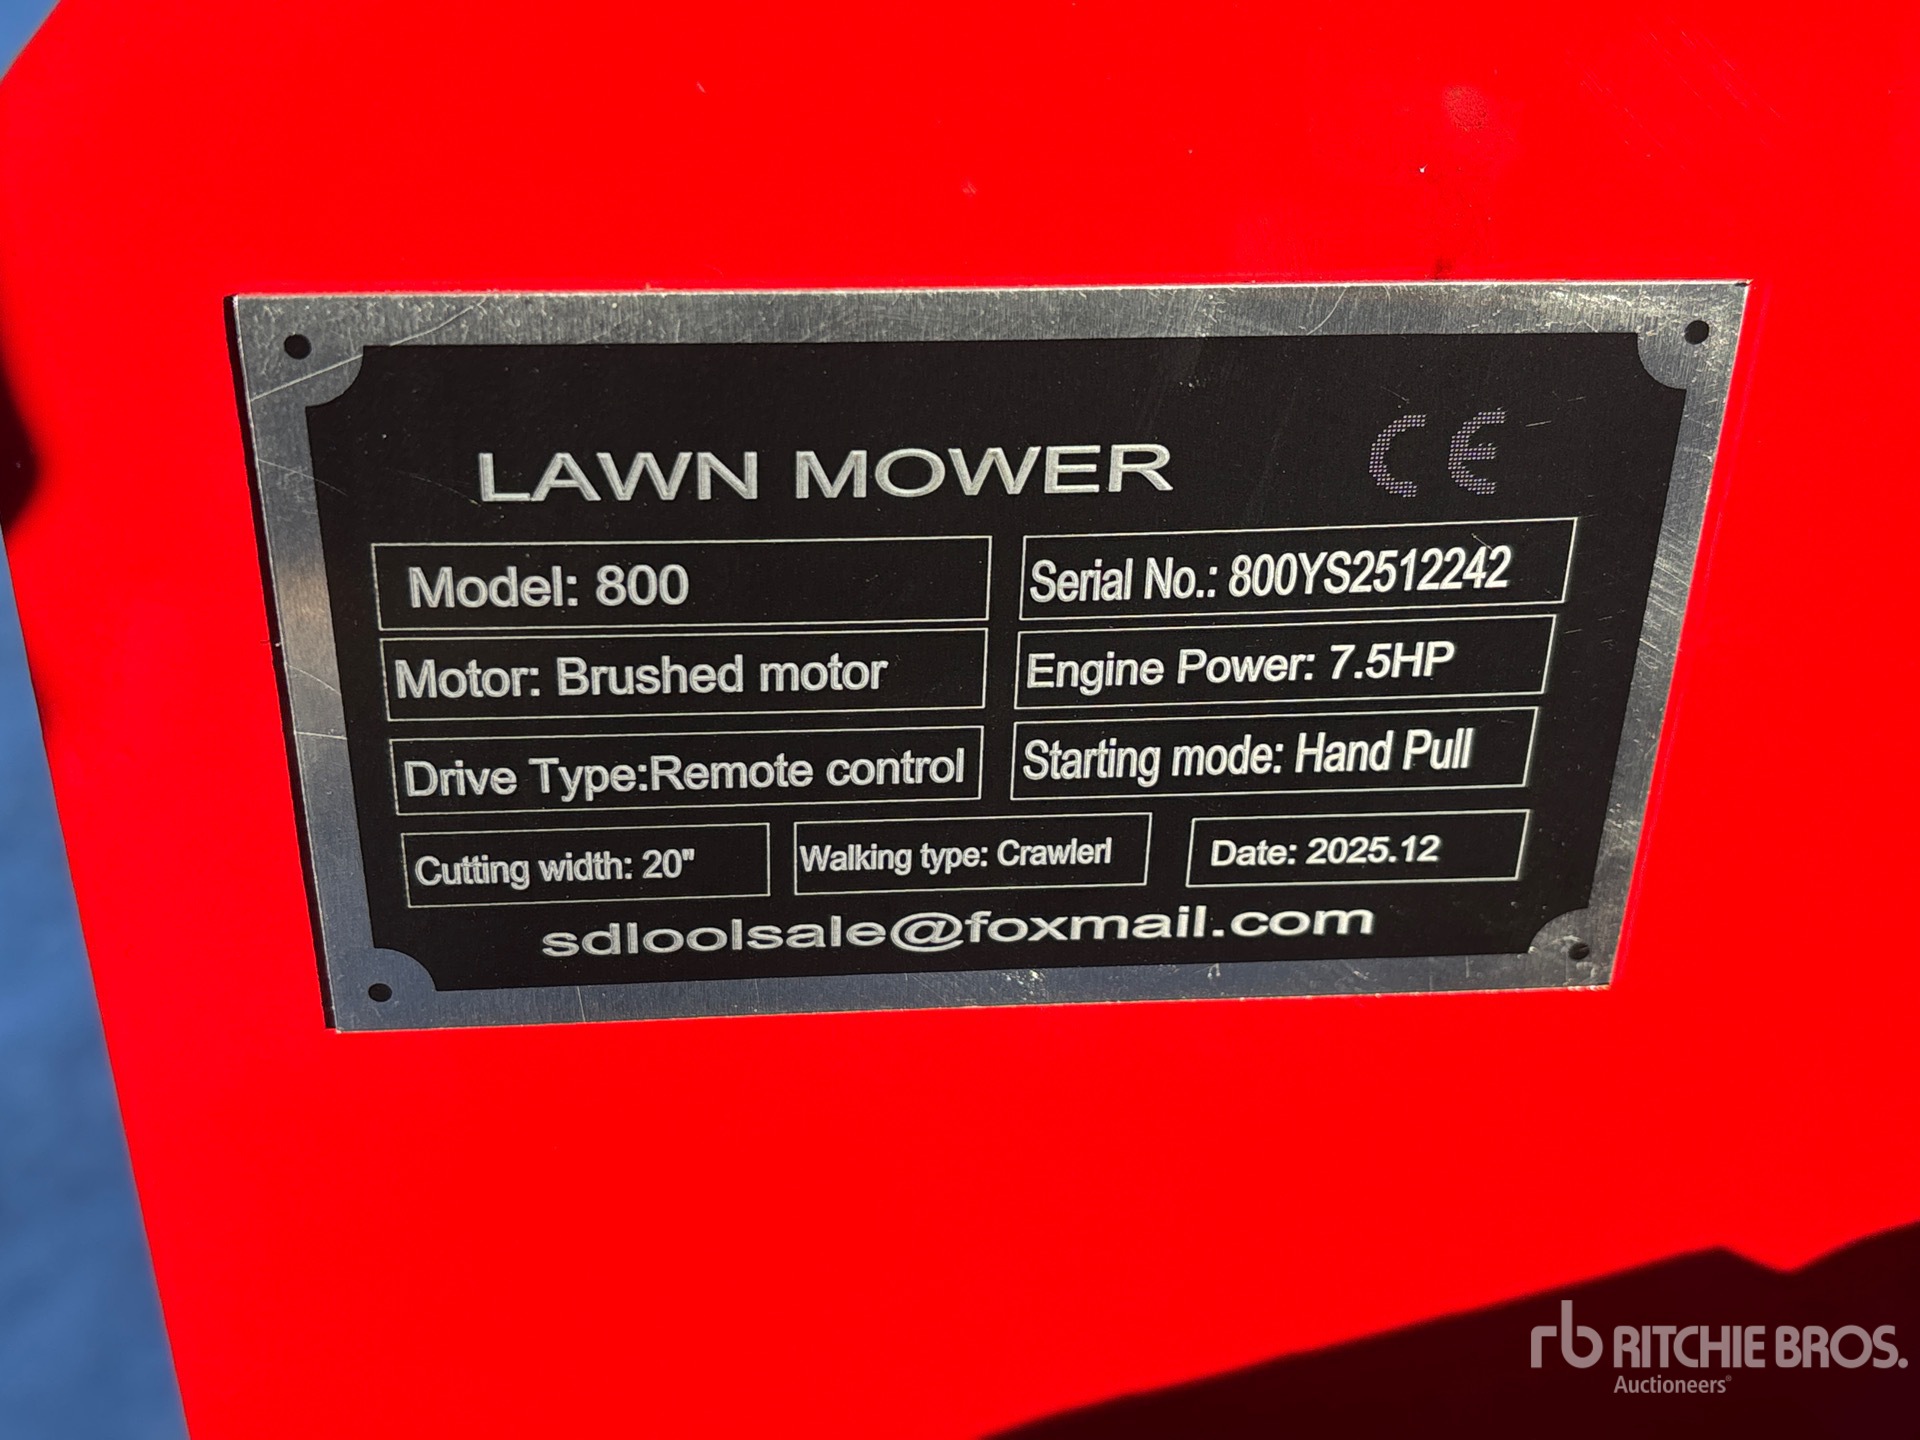 LAWN MOWER CE
Model: 800
Serial No.: 800YS2512242
Motor: Brushed motor
Engine Power: 7.5HP
Drive Type:Remote control
Starting mode: Hand Pull
Cutting width: 20"
Walking type: Crawlerl
Date: 2025.12
sdloolsale@foxmail.com
rb RITCHIE BROS.
Auctioneers®